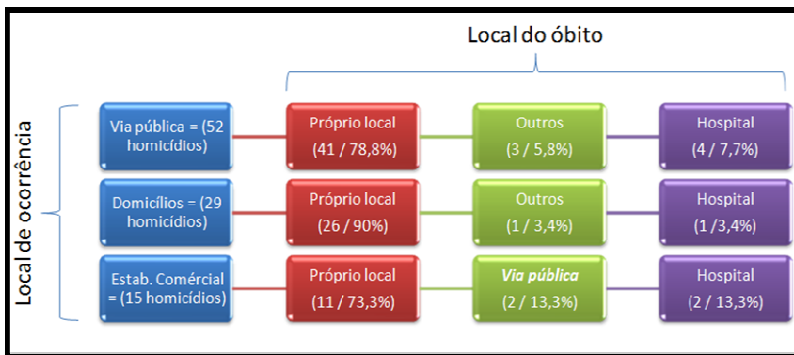 Local do óbito
Local de ocorrência
Via pública = (52
homicídios)
Próprio local
(41 / 78,8%)
Outros
(3 / 5,8%)
Hospital
(4 / 7,7%)
Domicílios = (29
homicídios)
Próprio local
(26 / 90%)
Outros
(1 / 3,4%)
Hospital
(1 /3,4%)
Estab. Comércial
= (15 homicídios)
Próprio local
(11 / 73,3%)
Via pública
(2 / 13,3%)
Hospital
(2 / 13,3%)